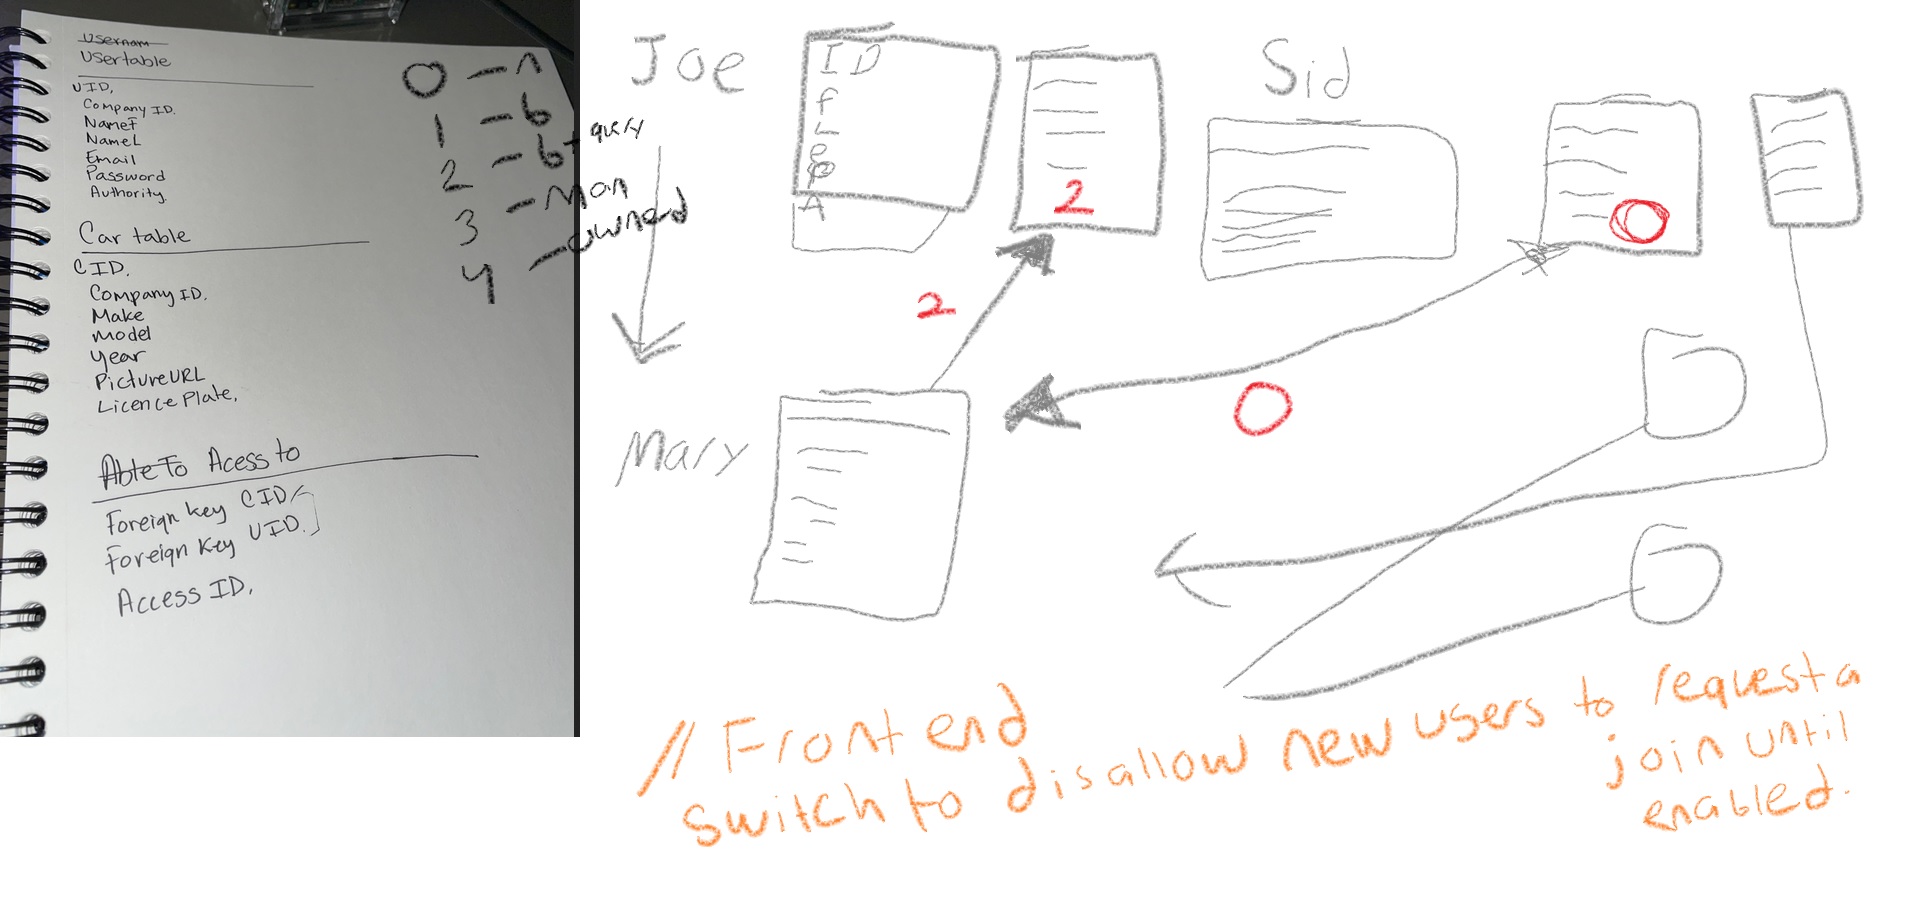 Usernam
Usertable
UID,
Company ID.
NameF
NameL
Email
Password
Authority.
Car table
CID.
Company ID.
Make
Model
Year
PictureURL
Licence Plate,
Able To Acess to
Foreign key CID
Foreign Key UID.
Access ID.
0 - n
1 - 6
2 - 6 + query
3 - Man
4 - owned
Joe
ID
f
L
e
P
A
2
Sid
0
2
0
Mary
// Front end
switch to disallow new users to request a
join until
enabled.